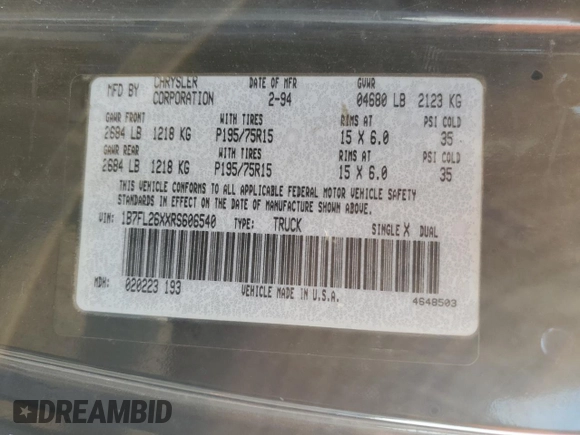 MFD BY CHRYSLER CORPORATION DATE OF MFR 2-94 GVWR 04680 LB 2123 KG
GAWR FRONT WITH TIRES RIMS AT PSI COLD
2684 LB 1218 KG P195/75R15 15 X 6.0 35
GAWR REAR WITH TIRES RIMS AT PSI COLD
2684 LB 1218 KG P195/75R15 15 X 6.0 35
THIS VEHICLE CONFORMS TO ALL APPLICABLE FEDERAL MOTOR VEHICLE SAFETY
STANDARDS IN EFFECT ON THE DATE OF MANUFACTURE SHOWN ABOVE.
VIN: 1B7FL26XXRS606540 TYPE: TRUCK SINGLE X DUAL
MDH: 020223 193 VEHICLE MADE IN U.S.A. 4648503
DREAMBID